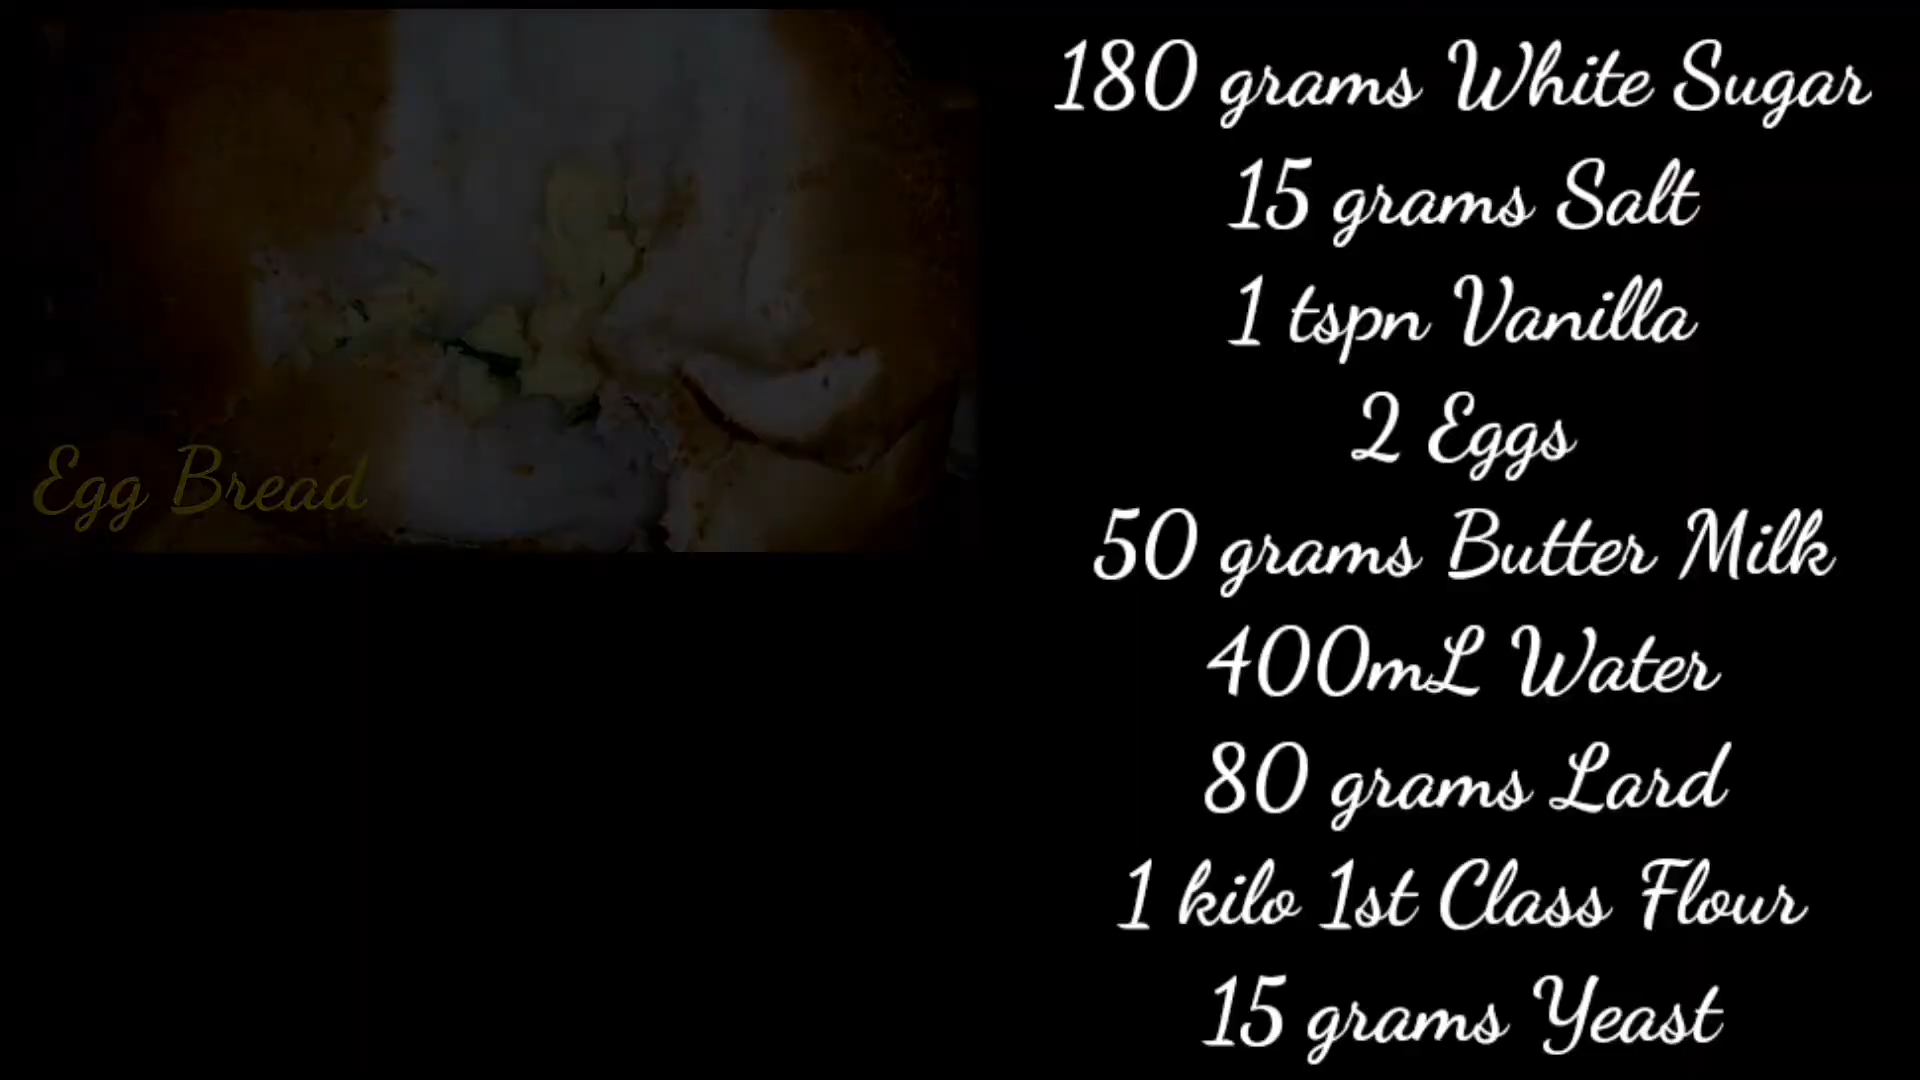 Egg Bread
180 grams White Sugar
15 grams Salt
1 tspn Vanilla
2 Eggs
50 grams Butter Milk
400mL Water
80 grams Lard
1 kilo 1st Class Flour
15 grams Yeast